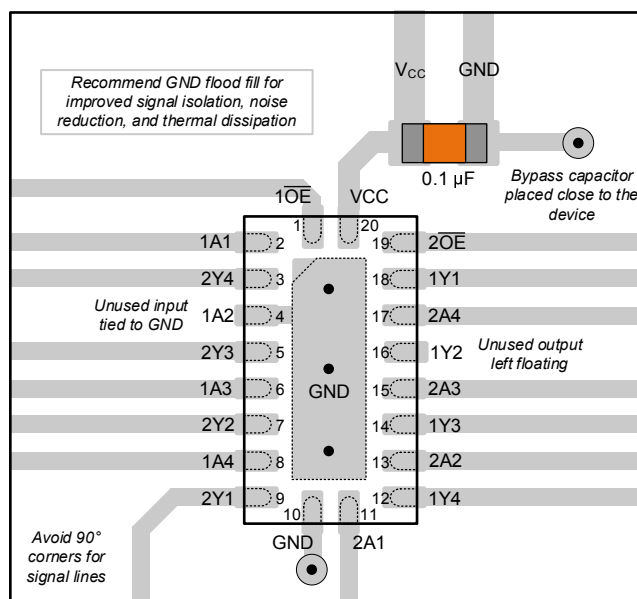 Recommend GND flood fill for
improved signal isolation, noise
reduction, and thermal dissipation
V_CC GND
0.1 μF
Bypass capacitor
placed close to the
device
1O̅E̅ VCC
1 20
1A1 2 19 2O̅E̅
2Y4 3 18 1Y1
Unused input
tied to GND
1A2 4 17 2A4
2Y3 5 16 1Y2
Unused output
left floating
1A3 6 GND 15 2A3
2Y2 7 14 1Y3
1A4 8 13 2A2
2Y1 9 12 1Y4
10 11
GND 2A1
Avoid 90°
corners for
signal lines